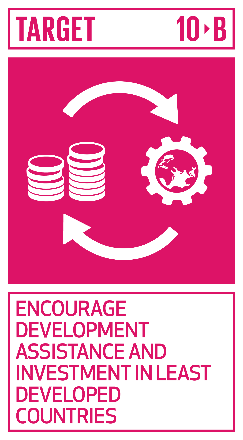 TARGET 10▸B
ENCOURAGE
DEVELOPMENT
ASSISTANCE AND
INVESTMENT IN LEAST
DEVELOPED
COUNTRIES